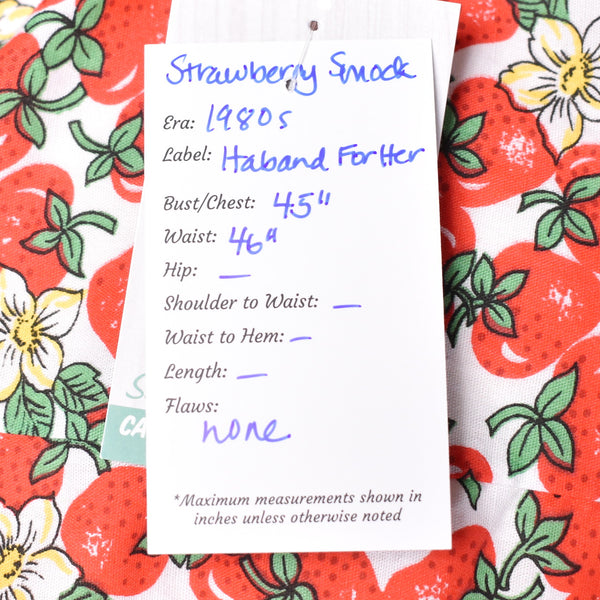 Strawberry Smock
Era: 1980s
Label: Haband For Her
Bust/Chest: 45"
Waist: 46"
Hip: —
Shoulder to Waist: —
Waist to Hem: —
Length: —
Flaws:
none
*Maximum measurements shown in
inches unless otherwise noted
S
CA